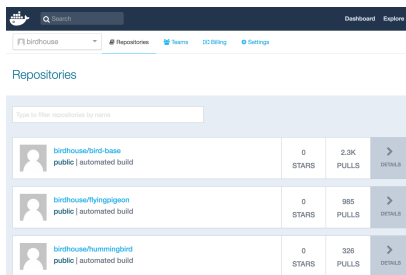 Search
Dashboard Explore
birdhouse Repositories Teams Billing Settings
Repositories
Type to filter repositories by name
birdhouse/bird-base
public | automated build
0
STARS
2.3K
PULLS
DETAILS
birdhouse/flyingpigeon
public | automated build
0
STARS
985
PULLS
DETAILS
birdhouse/hummingbird
public | automated build
0
STARS
326
PULLS
DETAILS